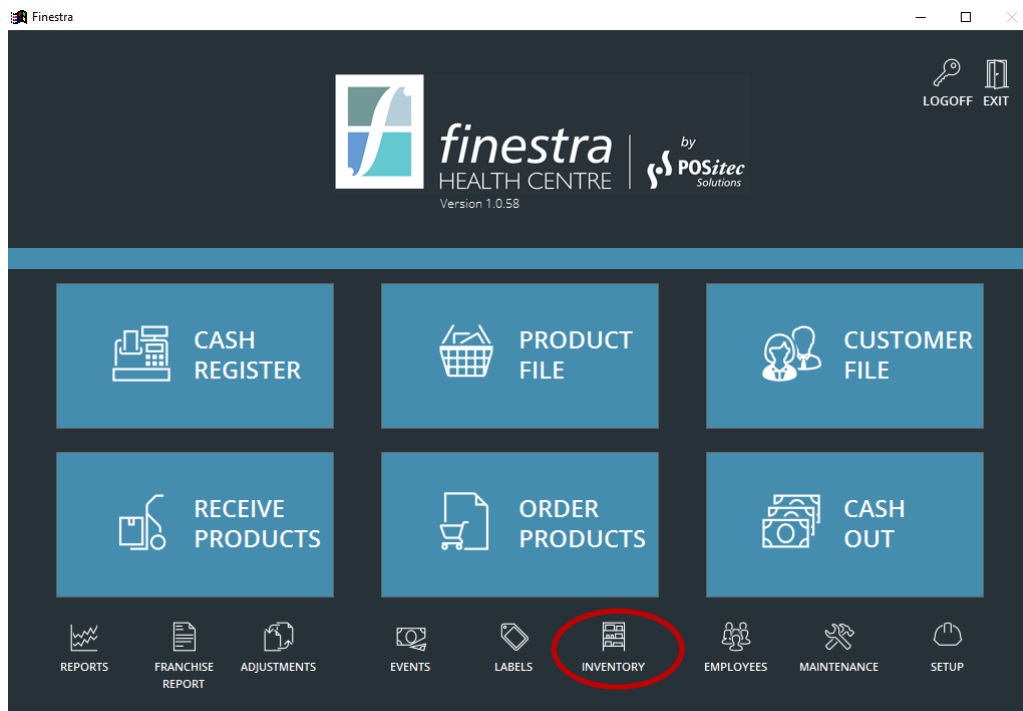 Finestra
LOGOFF EXIT
finestra
HEALTH CENTRE
by
POSitec
Solutions
Version 1.0.58
CASH
REGISTER
PRODUCT
FILE
CUSTOMER
FILE
RECEIVE
PRODUCTS
ORDER
PRODUCTS
CASH
OUT
REPORTS
FRANCHISE
REPORT
ADJUSTMENTS
EVENTS
LABELS
INVENTORY
EMPLOYEES
MAINTENANCE
SETUP